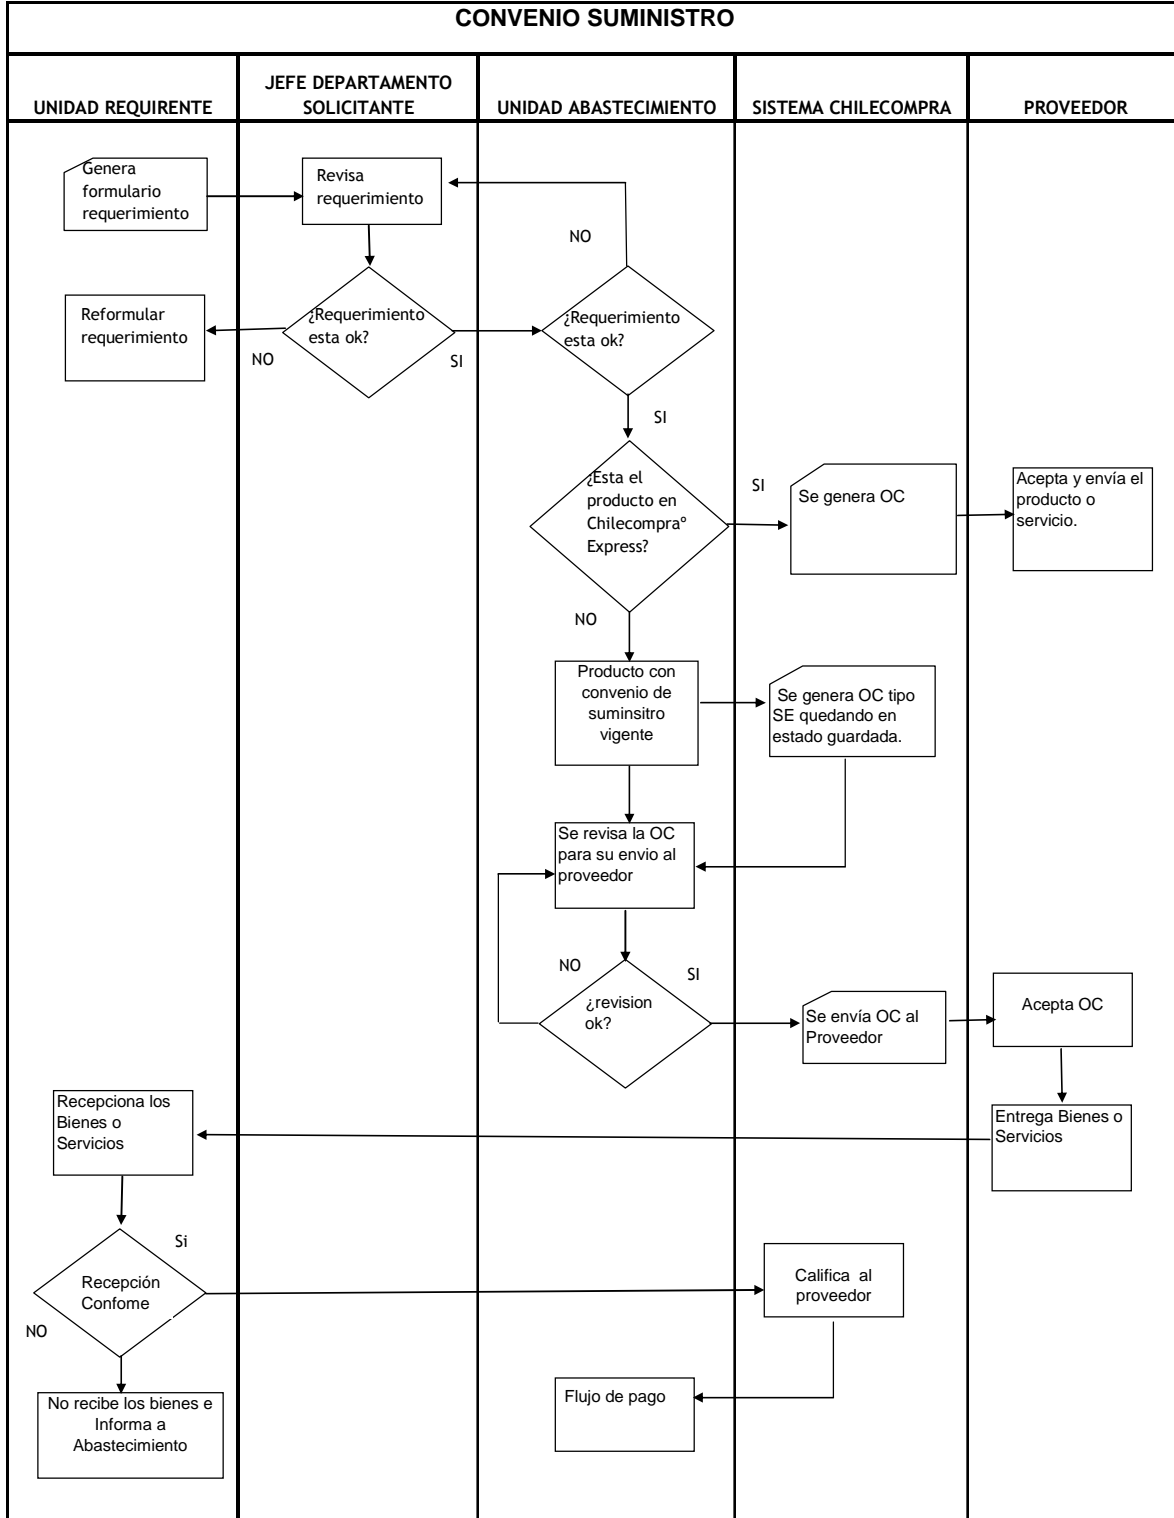 CONVENIO SUMINISTRO
UNIDAD REQUIRENTE
JEFE DEPARTAMENTO
SOLICITANTE
UNIDAD ABASTECIMIENTO
SISTEMA CHILECOMPRA
PROVEEDOR
Genera
formulario
requerimiento
Revisa
requerimiento
NO
Reformular
requerimiento
NO
¿Requerimiento
esta ok?
SI
¿Requerimiento
esta ok?
SI
¿Esta el
producto en
Chilecompraº
Express?
SI
Se genera OC
Acepta y envía el
producto o
servicio.
NO
Producto con
convenio de
suminsitro
vigente
Se genera OC tipo
SE quedando en
estado guardada.
Se revisa la OC
para su envio al
proveedor
NO
SI
¿revision
ok?
Se envía OC al
Proveedor
Acepta OC
Recepciona los
Bienes o
Servicios
Entrega Bienes o
Servicios
Si
Recepción
Confome
NO
Califica al
proveedor
No recibe los bienes e
Informa a
Abastecimiento
Flujo de pago